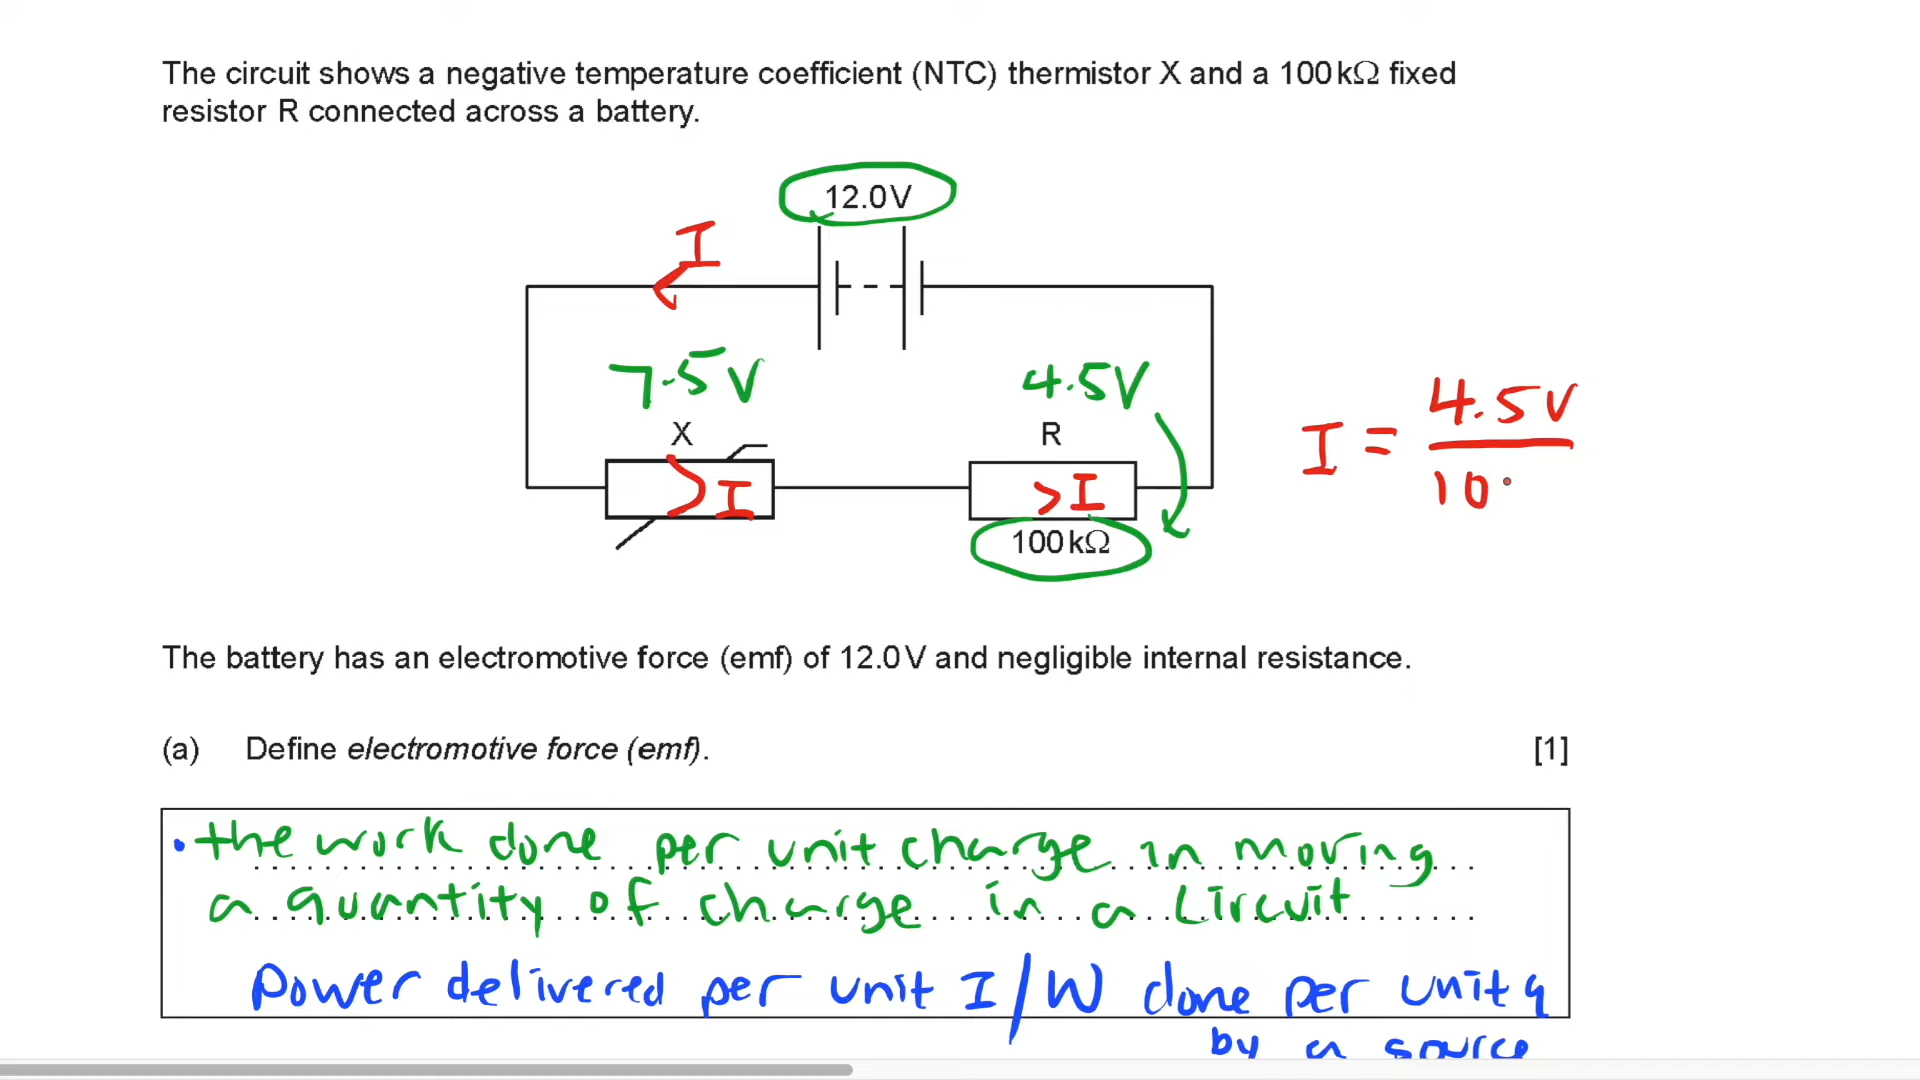 The circuit shows a negative temperature coefficient (NTC) thermistor X and a 100 kΩ fixed
resistor R connected across a battery.
12.0 V
I
7.5 V
4.5V
X
R
I = 4.5V
10
I
>I
100 kΩ
The battery has an electromotive force (emf) of 12.0 V and negligible internal resistance.
(a) Define electromotive force (emf). [1]
• the work done per unit charge in moving
a quantity of charge in a circuit
Power delivered per unit I / W done per unit q
by a source